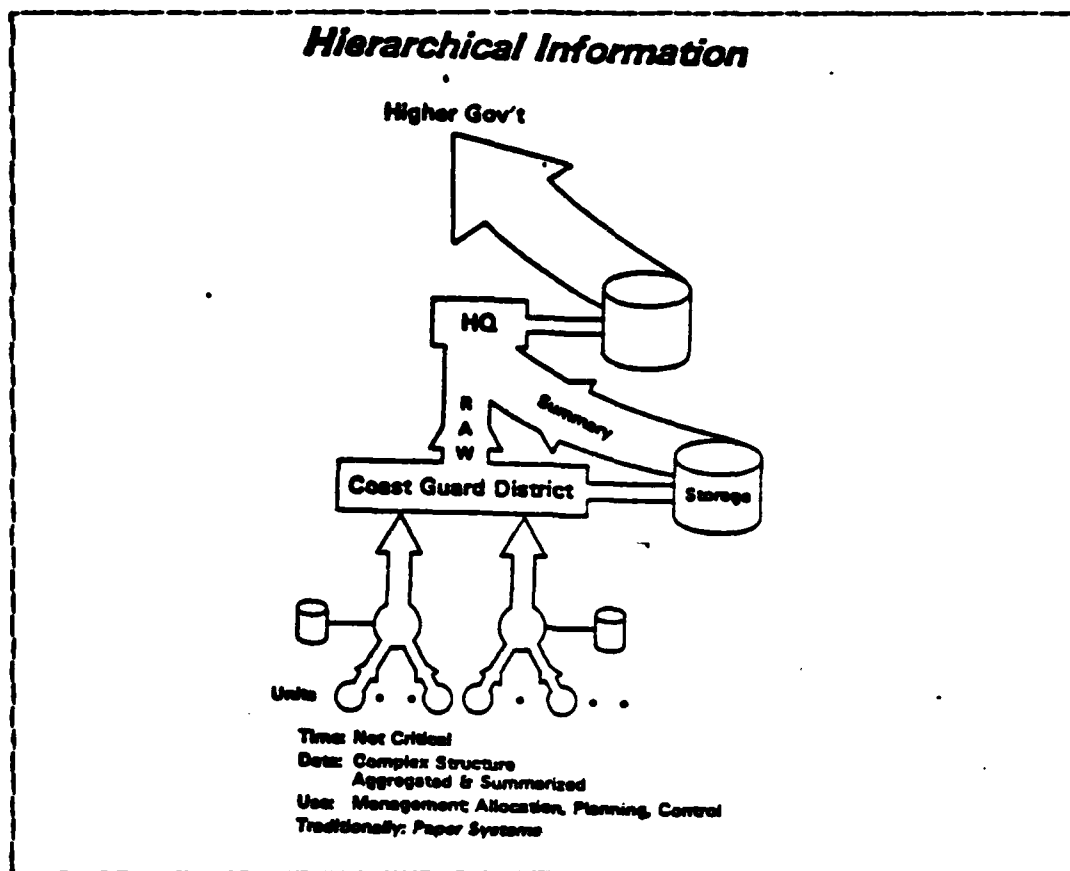 Hierarchical Information
Higher Gov't
HQ
R
A
W
Summary
Coast Guard District
Storage
Units
Time: Not Critical
Data: Complex Structure
Aggregated & Summarized
Use: Management Allocation, Planning, Control
Traditionally: Paper Systems